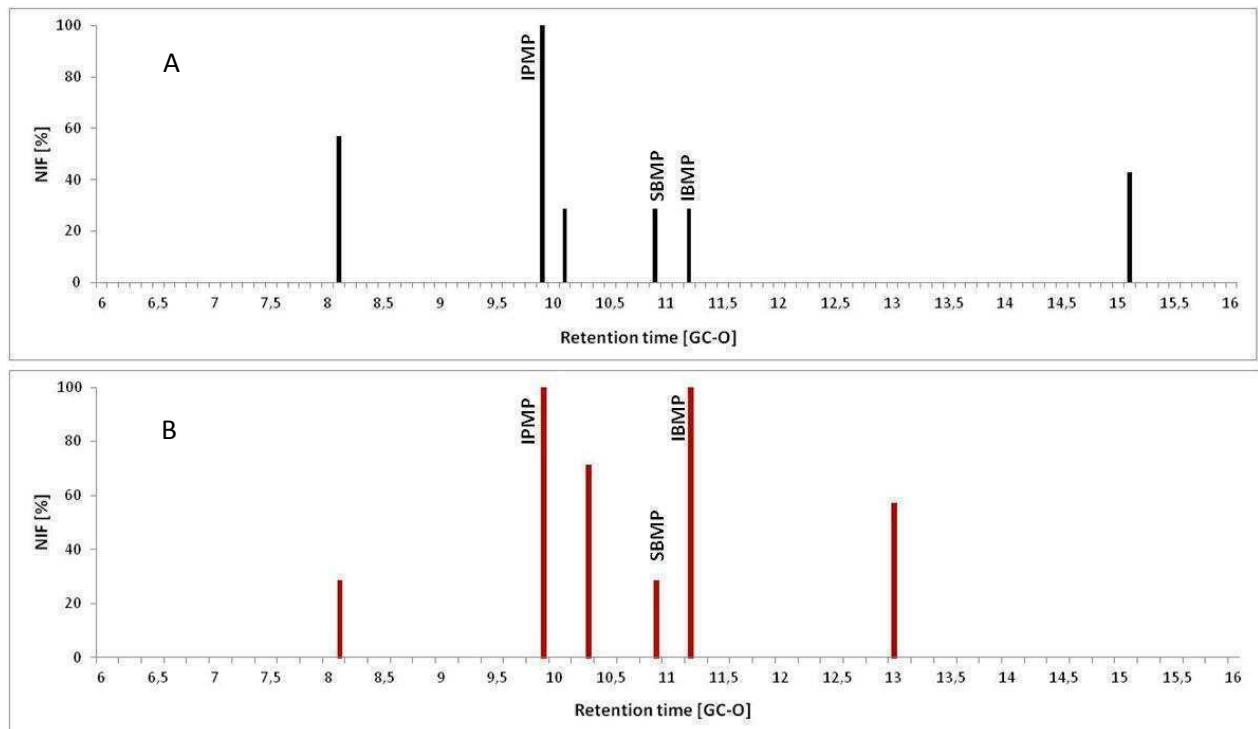 A
NIF [%]
100
80
60
40
20
0
IPMP
SBMP
IBMP
6 6,5 7 7,5 8 8,5 9 9,5 10 10,5 11 11,5 12 12,5 13 13,5 14 14,5 15 15,5 16
Retention time [GC-O]
B
NIF [%]
100
80
60
40
20
0
IPMP
SBMP
IBMP
6 6,5 7 7,5 8 8,5 9 9,5 10 10,5 11 11,5 12 12,5 13 13,5 14 14,5 15 15,5 16
Retention time [GC-O]